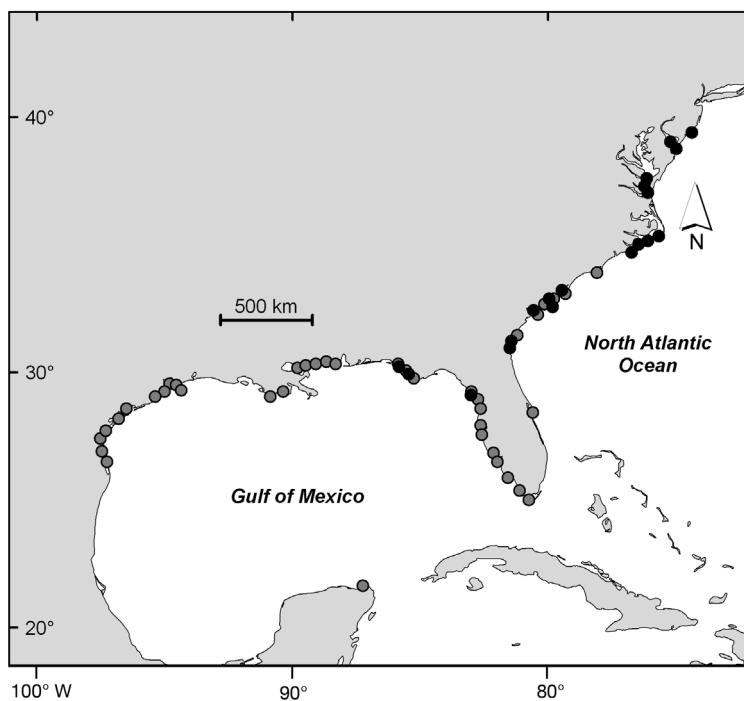 40°
N
500 km
North Atlantic
Ocean
30°
Gulf of Mexico
20°
100° W
90°
80°